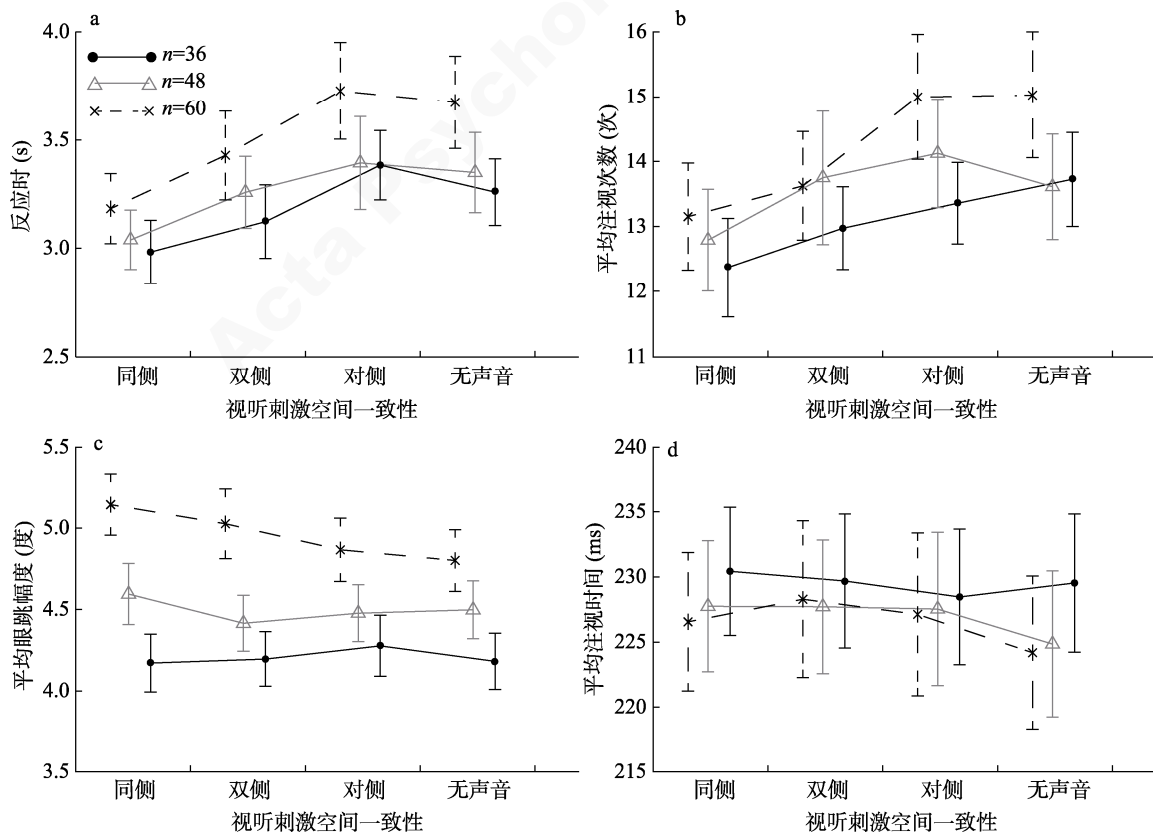 a
4.0
3.5
3.0
2.5
反应时 (s)
n=36
n=48
n=60
同侧 双侧 对侧 无声音
视听刺激空间一致性
b
16
15
14
13
12
11
平均注视次数 (次)
同侧 双侧 对侧 无声音
视听刺激空间一致性
c
5.5
5.0
4.5
4.0
3.5
平均眼跳幅度 (度)
同侧 双侧 对侧 无声音
视听刺激空间一致性
d
240
235
230
225
220
215
平均注视时间 (ms)
同侧 双侧 对侧 无声音
视听刺激空间一致性
Acta psychol